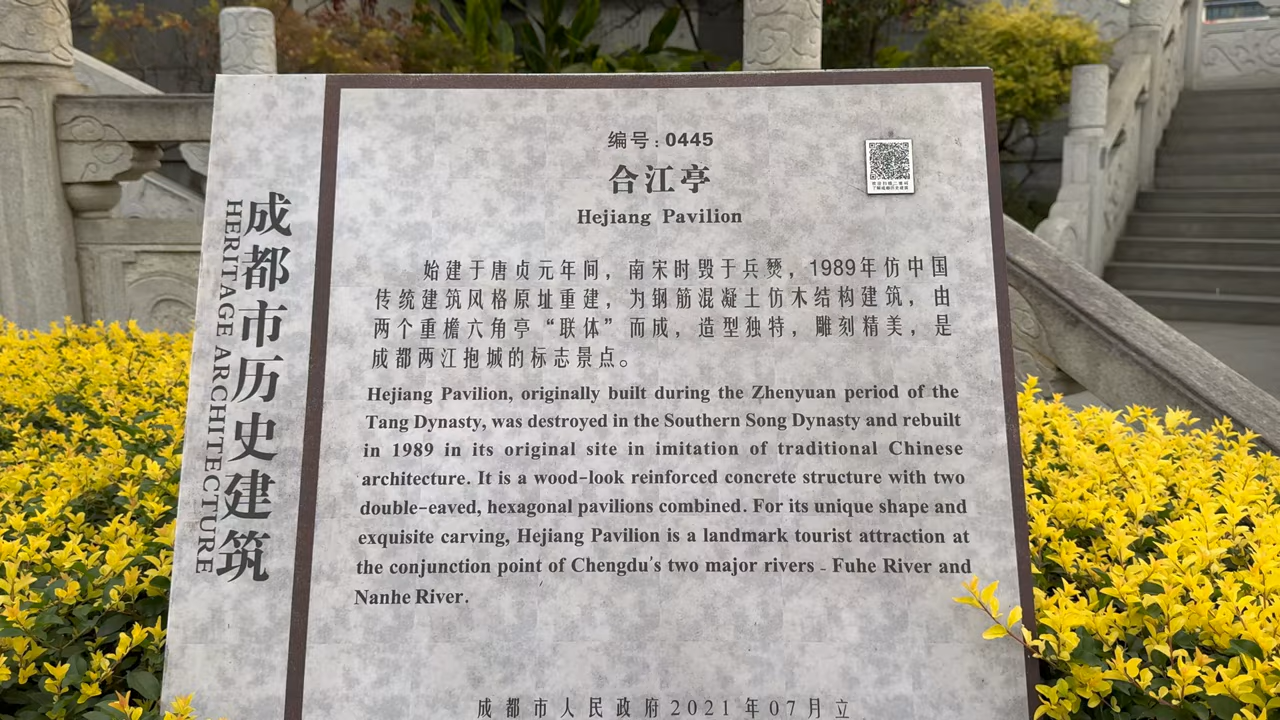 成都市历史建筑
HERITAGE ARCHITECTURE
编号：0445
合江亭
Hejiang Pavilion
始建于唐贞元年间，南宋时毁于兵燹，1989年仿中国
传统建筑风格原址重建，为钢筋混凝土仿木结构建筑，由
两个重檐六角亭“联体”而成，造型独特，雕刻精美，是
成都两江抱城的标志景点。
Hejiang Pavilion, originally built during the Zhenyuan period of the
Tang Dynasty, was destroyed in the Southern Song Dynasty and rebuilt
in 1989 in its original site in imitation of traditional Chinese
architecture. It is a wood-look reinforced concrete structure with two
double-eaved, hexagonal pavilions combined. For its unique shape and
exquisite carving, Hejiang Pavilion is a landmark tourist attraction at
the conjunction point of Chengdu's two major rivers - Fuhe River and
Nanhe River.
成都市人民政府2021年07月立